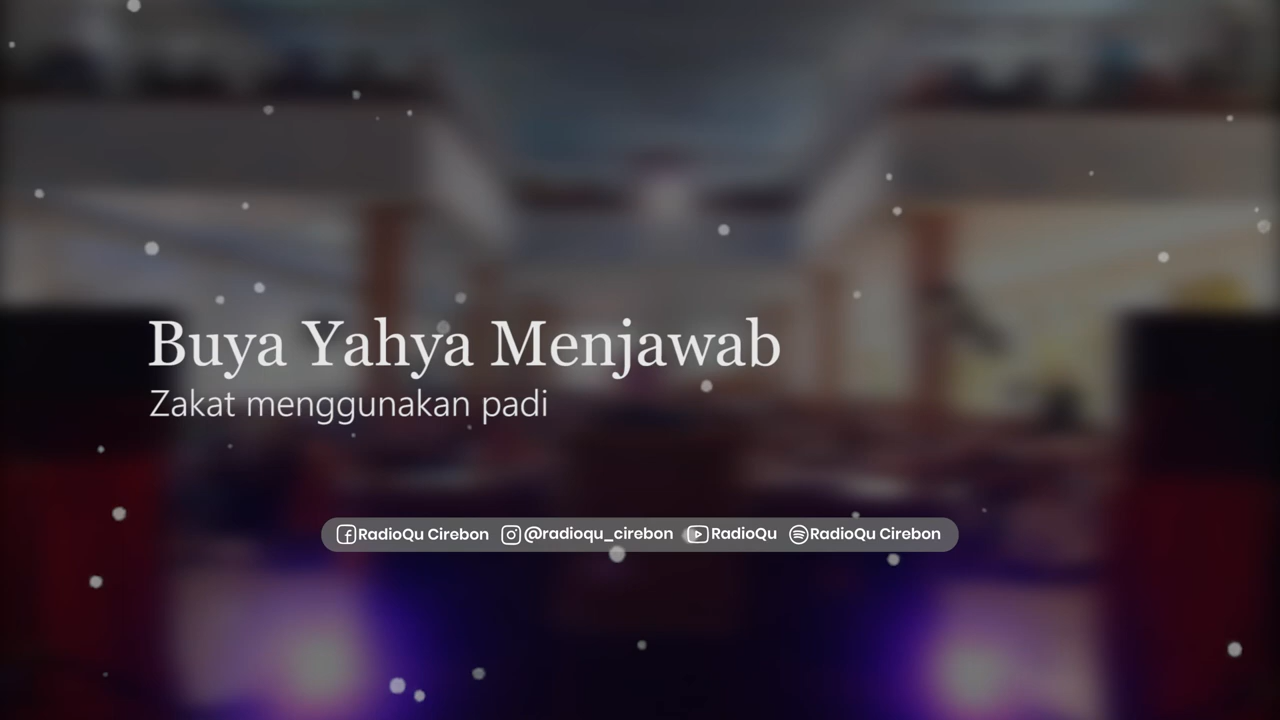 Buya Yahya Menjawab
Zakat menggunakan padi
RadioQu Cirebon @radioqu_cirebon RadioQu RadioQu Cirebon